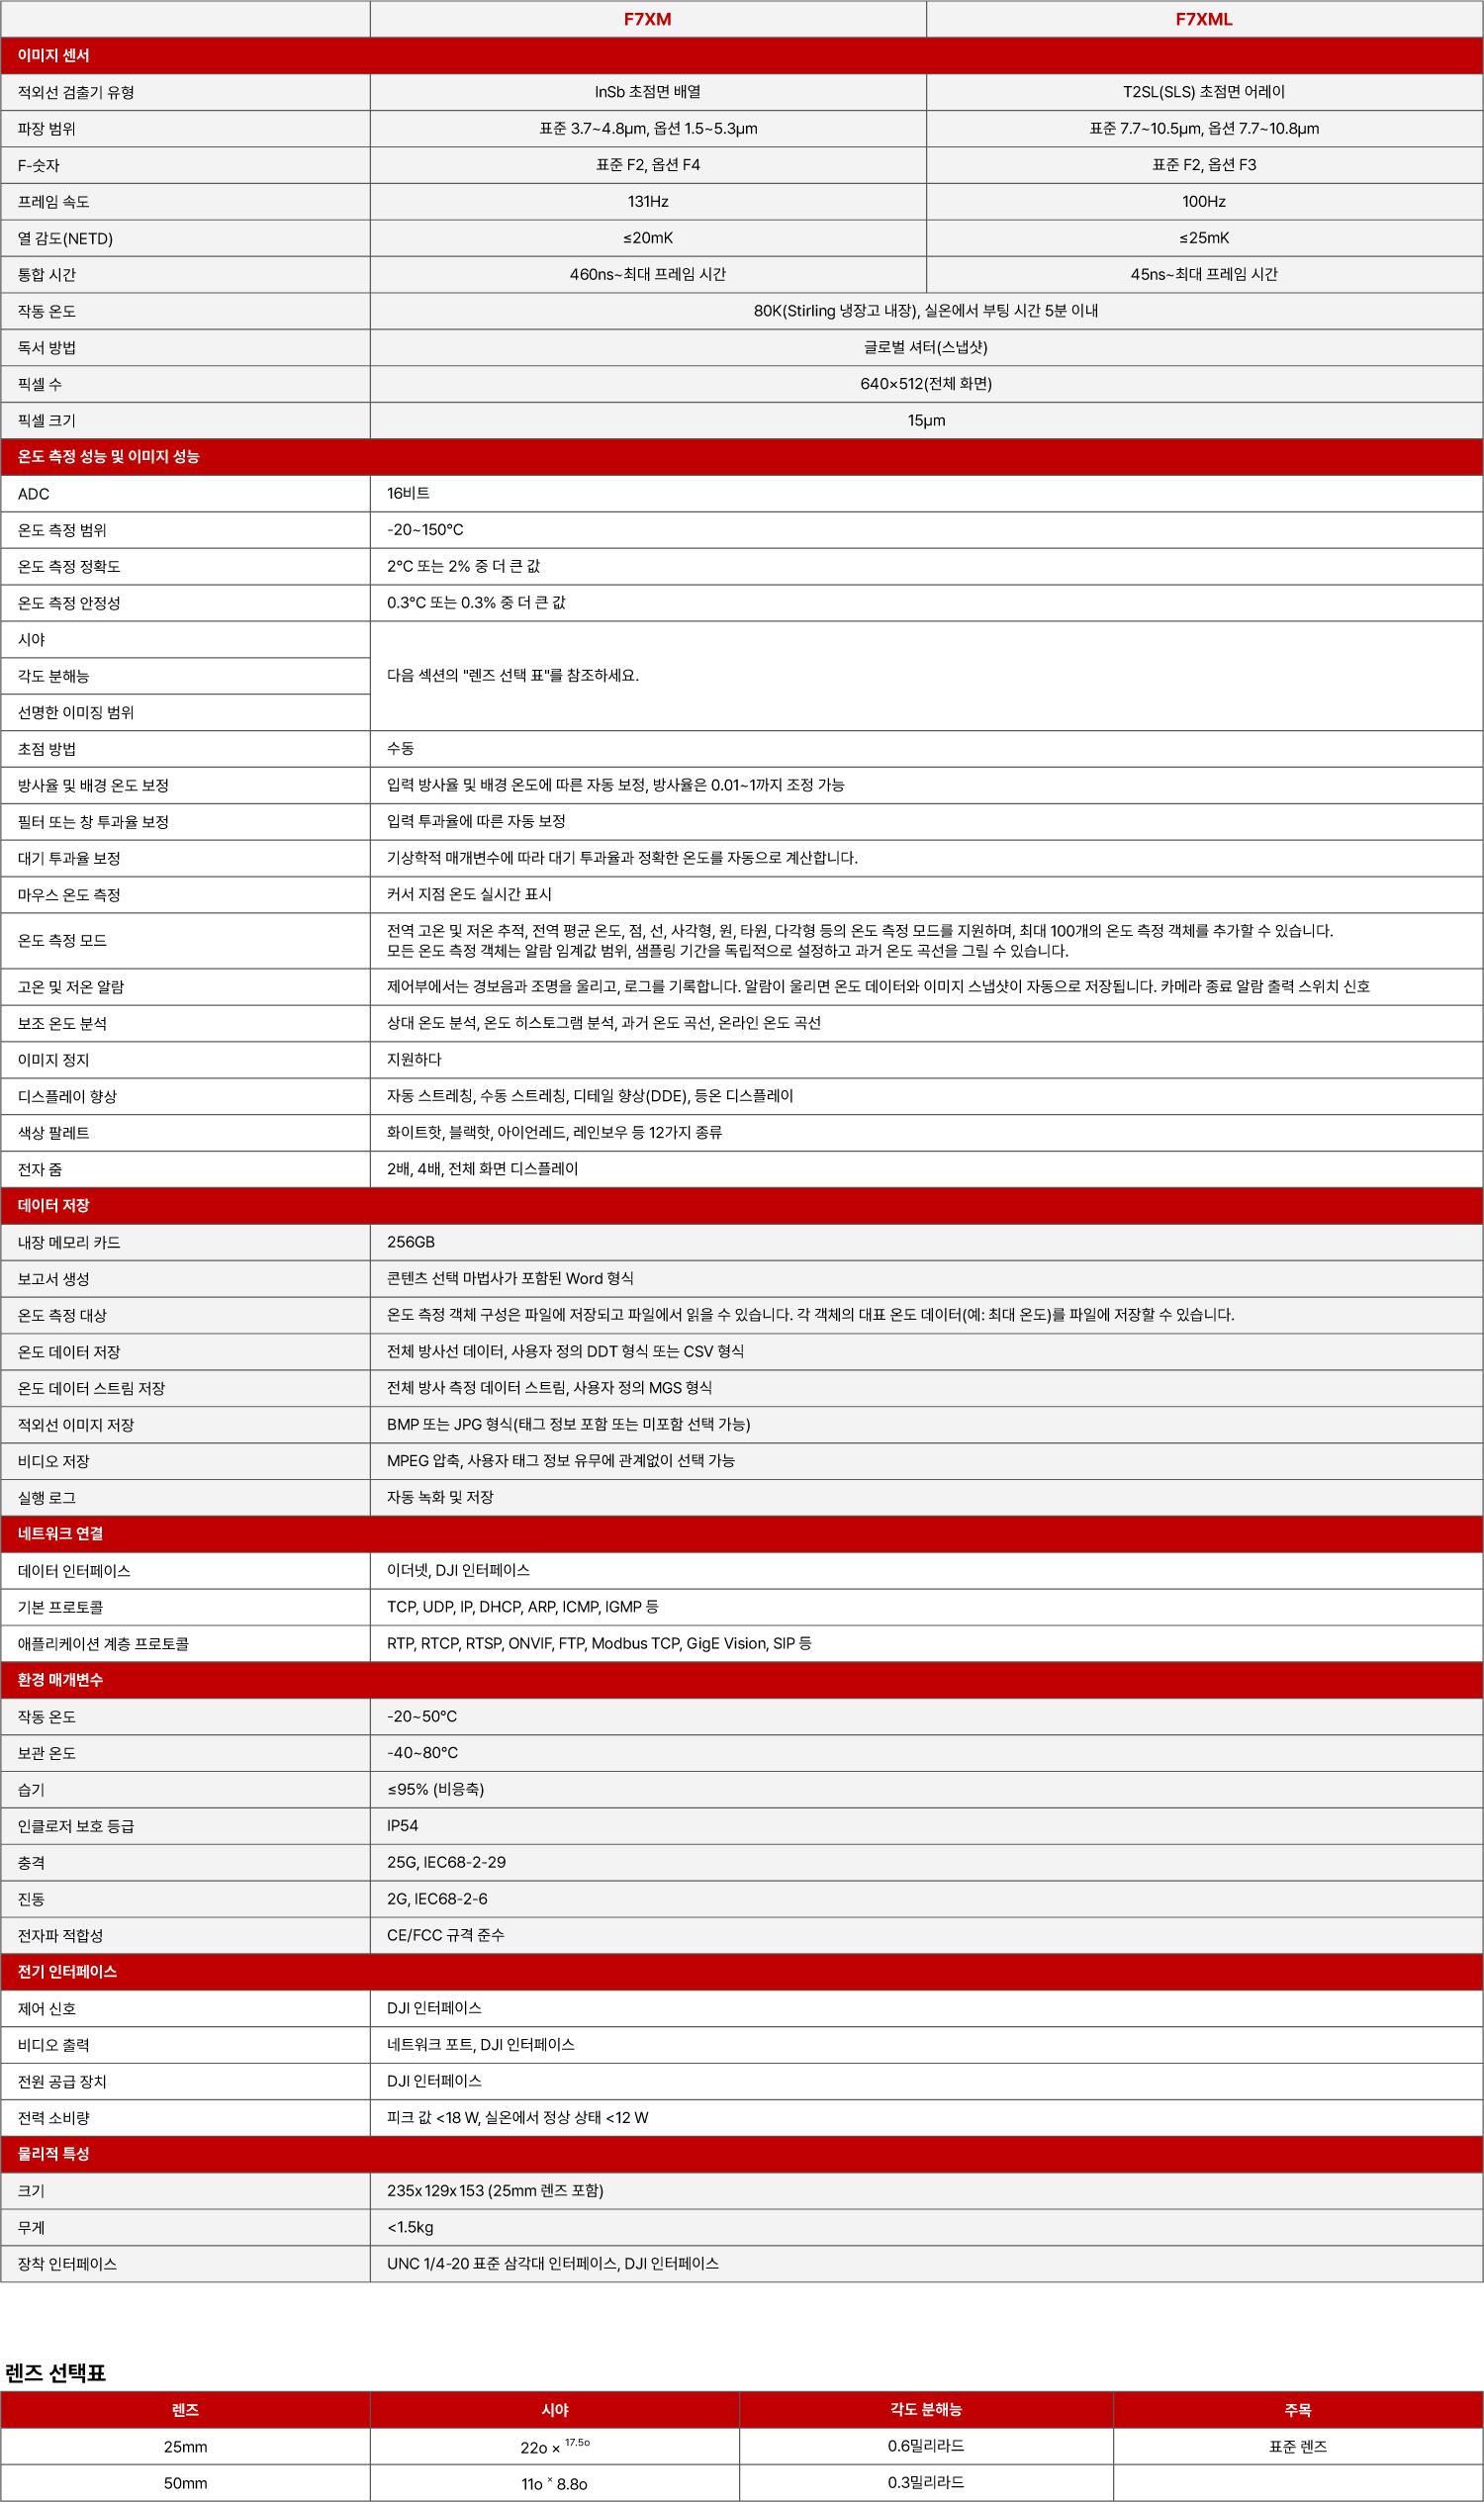 F7XM F7XML
이미지 센서
적외선 검출기 유형 InSb 초점면 배열 T2SL(SLS) 초점면 어레이
파장 범위 표준 3.7~4.8μm, 옵션 1.5~5.3μm 표준 7.7~10.5μm, 옵션 7.7~10.8μm
F-숫자 표준 F2, 옵션 F4 표준 F2, 옵션 F3
프레임 속도 131Hz 100Hz
열 감도(NETD) ≤20mK ≤25mK
통합 시간 460ns~최대 프레임 시간 45ns~최대 프레임 시간
작동 온도 80K(Stirling 냉장고 내장), 실온에서 부팅 시간 5분 이내
독서 방법 글로벌 셔터(스냅샷)
픽셀 수 640×512(전체 화면)
픽셀 크기 15μm
온도 측정 성능 및 이미지 성능
ADC 16비트
온도 측정 범위 -20~150℃
온도 측정 정확도 2℃ 또는 2% 중 더 큰 값
온도 측정 안정성 0.3℃ 또는 0.3% 중 더 큰 값
시야
각도 분해능 다음 섹션의 "렌즈 선택 표"를 참조하세요.
선명한 이미징 범위
초점 방법 수동
방사율 및 배경 온도 보정 입력 방사율 및 배경 온도에 따른 자동 보정, 방사율은 0.01~1까지 조정 가능
필터 또는 창 투과율 보정 입력 투과율에 따른 자동 보정
대기 투과율 보정 기상학적 매개변수에 따라 대기 투과율과 정확한 온도를 자동으로 계산합니다.
마우스 온도 측정 커서 지점 온도 실시간 표시
온도 측정 모드 전역 고온 및 저온 추적, 전역 평균 온도, 점, 선, 사각형, 원, 타원, 다각형 등의 온도 측정 모드를 지원하며, 최대 100개의 온도 측정 객체를 추가할 수 있습니다.
모든 온도 측정 객체는 알람 임계값 범위, 샘플링 기간을 독립적으로 설정하고 과거 온도 곡선을 그릴 수 있습니다.
고온 및 저온 알람 제어부에서는 경보음과 조명을 울리고, 로그를 기록합니다. 알람이 울리면 온도 데이터와 이미지 스냅샷이 자동으로 저장됩니다. 카메라 종료 알람 출력 스위치 신호
보조 온도 분석 상대 온도 분석, 온도 히스토그램 분석, 과거 온도 곡선, 온라인 온도 곡선
이미지 정지 지원하다
디스플레이 향상 자동 스트레칭, 수동 스트레칭, 디테일 향상(DDE), 등온 디스플레이
색상 팔레트 화이트핫, 블랙핫, 아이언레드, 레인보우 등 12가지 종류
전자 줌 2배, 4배, 전체 화면 디스플레이
데이터 저장
내장 메모리 카드 256GB
보고서 생성 콘텐츠 선택 마법사가 포함된 Word 형식
온도 측정 대상 온도 측정 객체 구성은 파일에 저장되고 파일에서 읽을 수 있습니다. 각 객체의 대표 온도 데이터(예: 최대 온도)를 파일에 저장할 수 있습니다.
온도 데이터 저장 전체 방사선 데이터, 사용자 정의 DDT 형식 또는 CSV 형식
온도 데이터 스트림 저장 전체 방사 측정 데이터 스트림, 사용자 정의 MGS 형식
적외선 이미지 저장 BMP 또는 JPG 형식(태그 정보 포함 또는 미포함 선택 가능)
비디오 저장 MPEG 압축, 사용자 태그 정보 유무에 관계없이 선택 가능
실행 로그 자동 녹화 및 저장
네트워크 연결
데이터 인터페이스 이더넷, DJI 인터페이스
기본 프로토콜 TCP, UDP, IP, DHCP, ARP, ICMP, IGMP 등
애플리케이션 계층 프로토콜 RTP, RTCP, RTSP, ONVIF, FTP, Modbus TCP, GigE Vision, SIP 등
환경 매개변수
작동 온도 -20~50℃
보관 온도 -40~80℃
습기 ≤95% (비응축)
인클로저 보호 등급 IP54
충격 25G, IEC68-2-29
진동 2G, IEC68-2-6
전자파 적합성 CE/FCC 규격 준수
전기 인터페이스
제어 신호 DJI 인터페이스
비디오 출력 네트워크 포트, DJI 인터페이스
전원 공급 장치 DJI 인터페이스
전력 소비량 피크 값 <18 W, 실온에서 정상 상태 <12 W
물리적 특성
크기 235x 129x 153 (25mm 렌즈 포함)
무게 <1.5kg
장착 인터페이스 UNC 1/4-20 표준 삼각대 인터페이스, DJI 인터페이스
렌즈 선택표
렌즈 시야 각도 분해능 주목
25mm 22o × 17.5o 0.6밀리라드 표준 렌즈
50mm 11o × 8.8o 0.3밀리라드